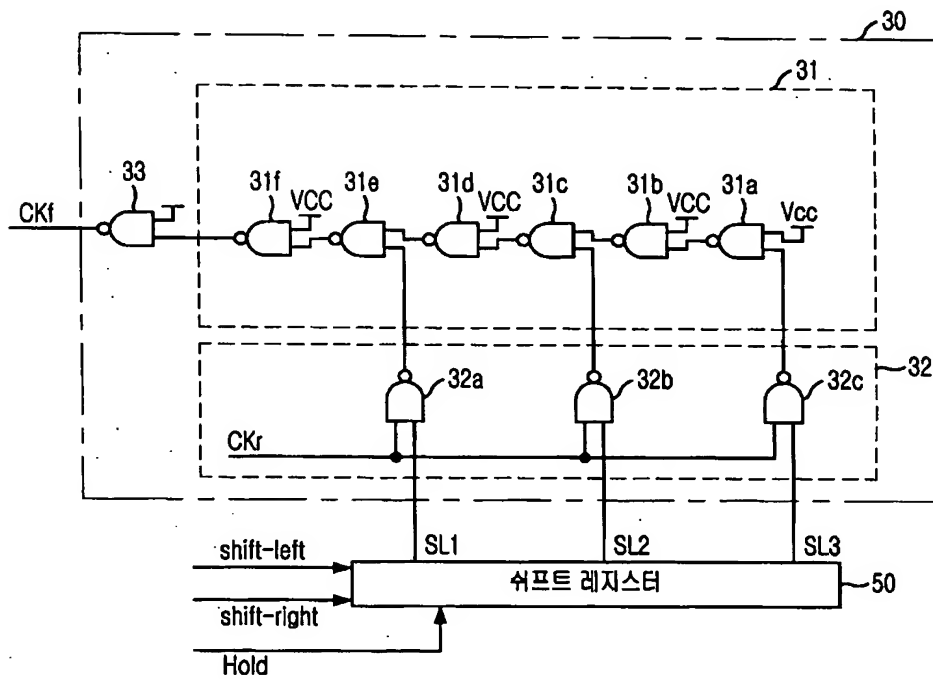 30
31
33
31f
VCC
31e
31d
VCC
31c
31b
VCC
31a
Vcc
CKf
32
32a
32b
32c
CKr
SL1
SL2
SL3
shift-left
쉬프트 레지스터
50
shift-right
Hold